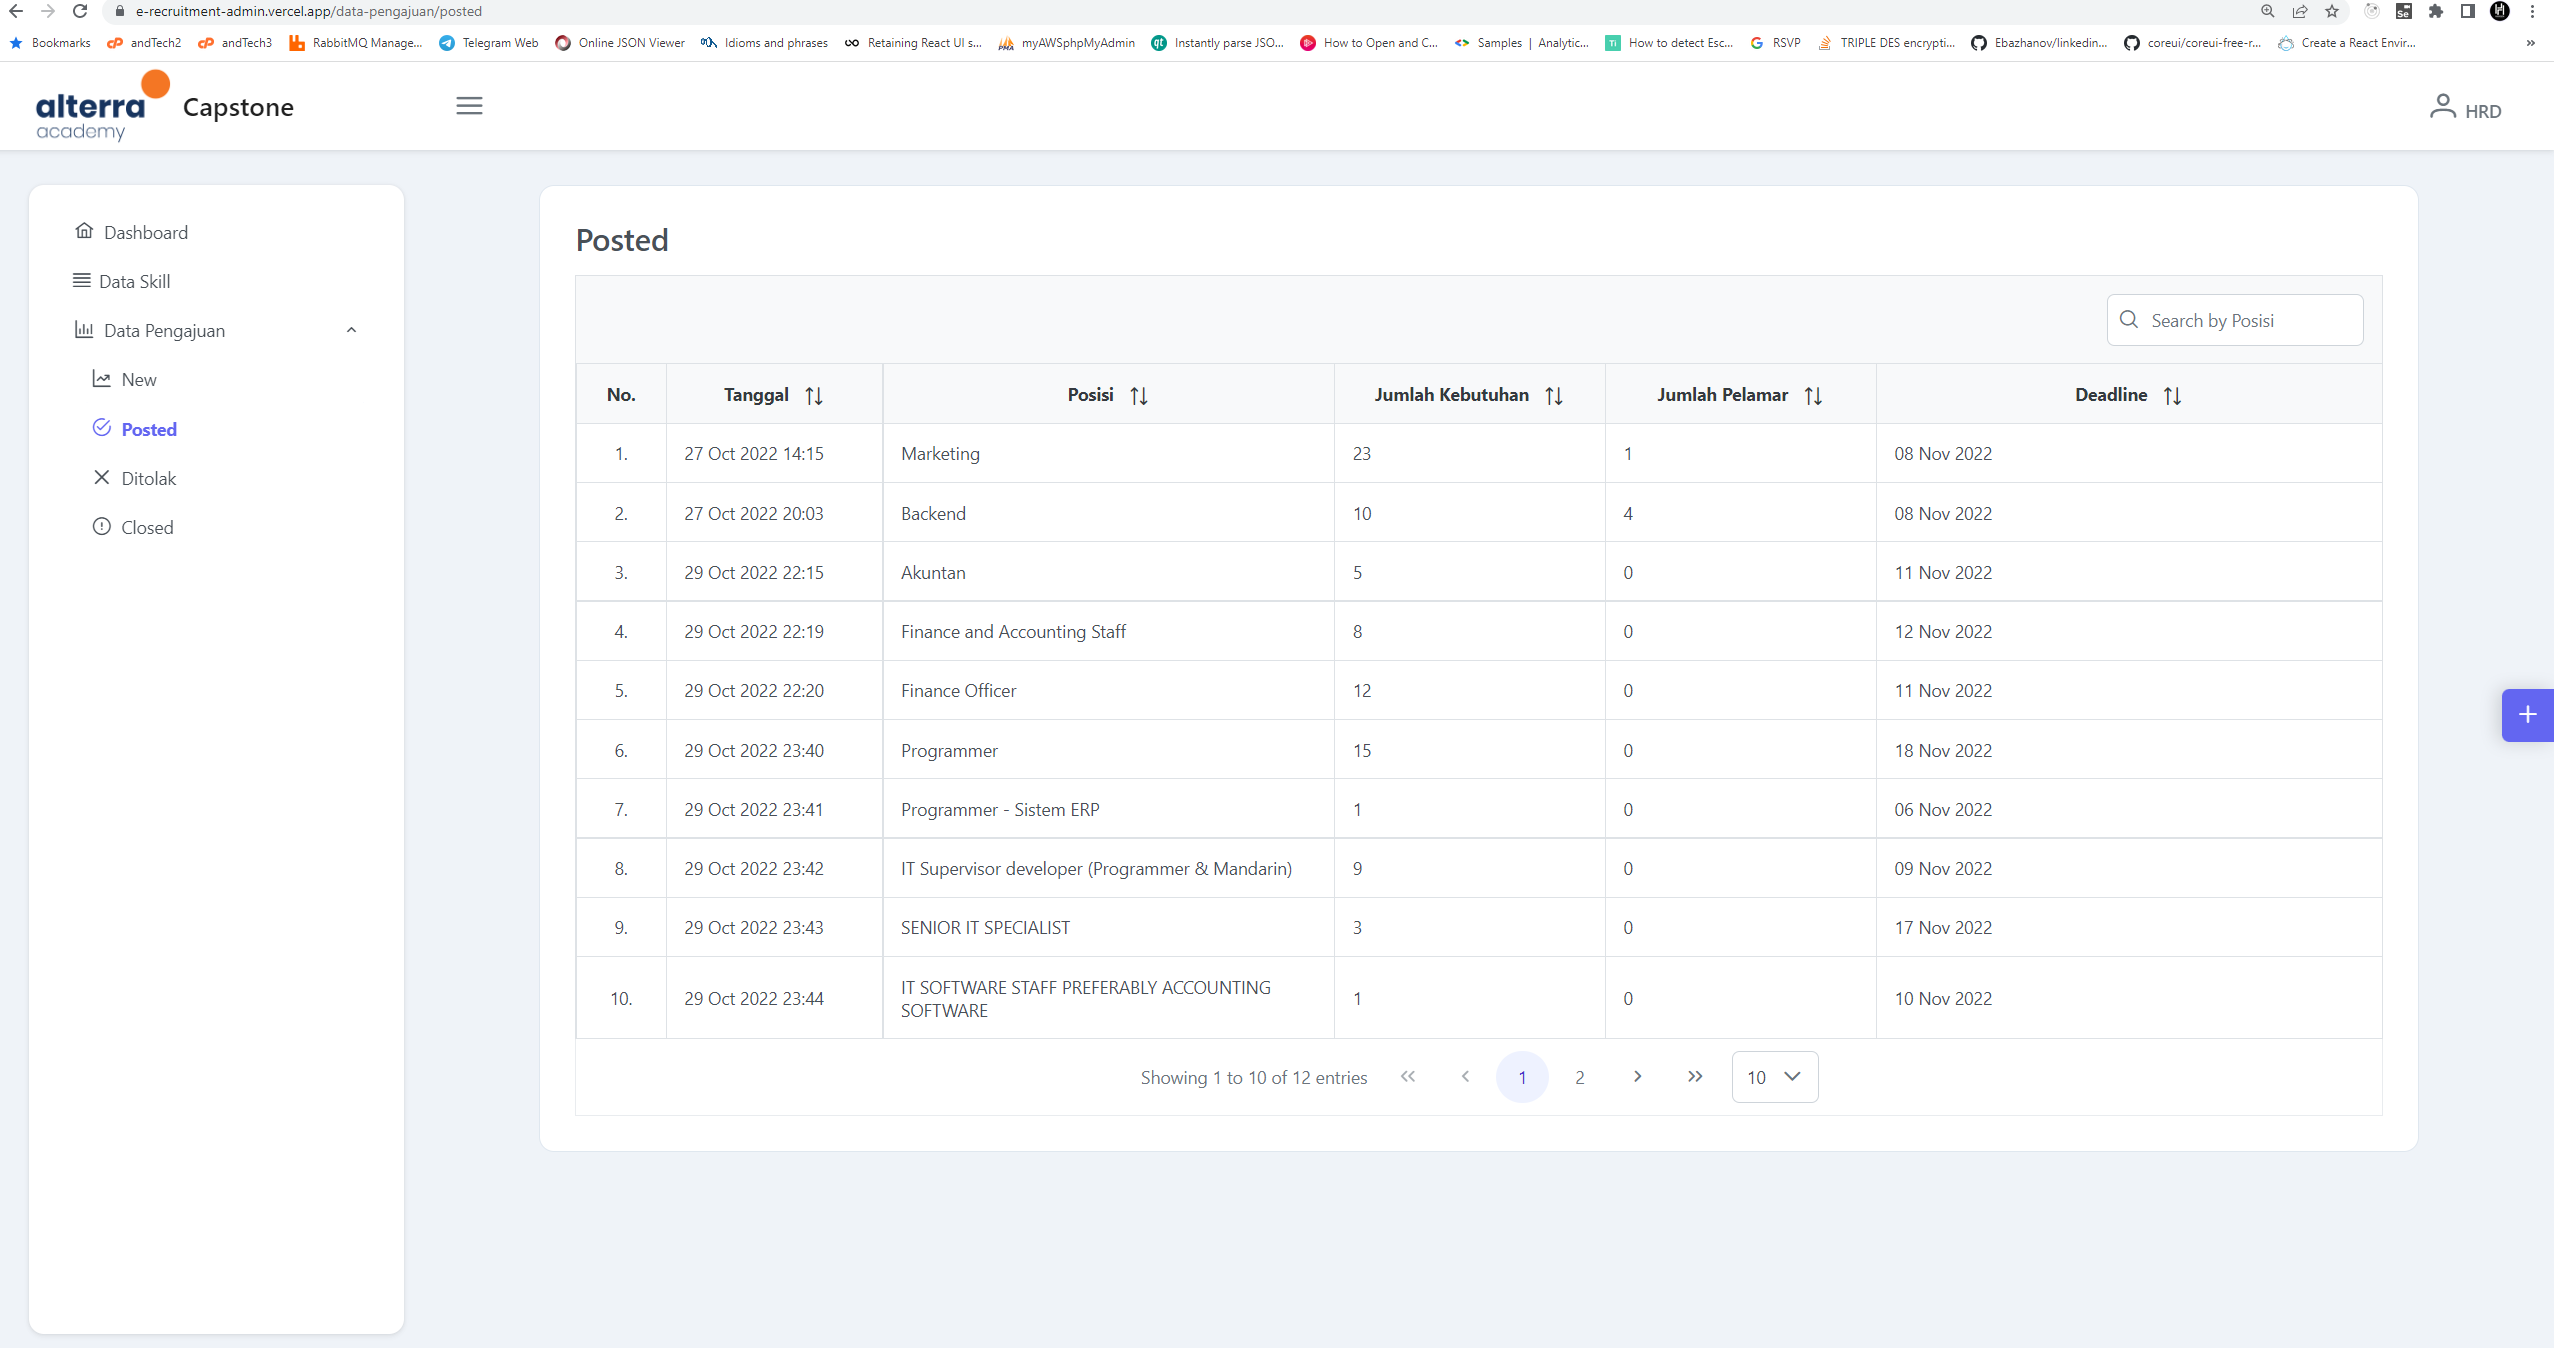 e-recruitment-admin.vercel.app/data-pengajuan/posted
Bookmarks andTech2 andTech3 RabbitMQ Manage... Telegram Web Online JSON Viewer Idioms and phrases Retaining React UI s... myAWSphpMyAdmin Instantly parse JSO... How to Open and C... Samples | Analytic... How to detect Esc... RSVP TRIPLE DES encrypti... Ebazhanov/linkedin... coreui/coreui-free-r... Create a React Envir... »
alterra
academy
Capstone
HRD
Dashboard
Data Skill
Data Pengajuan
New
Posted
Ditolak
Closed
Posted
Search by Posisi
No. Tanggal Posisi Jumlah Kebutuhan Jumlah Pelamar Deadline
1. 27 Oct 2022 14:15 Marketing 23 1 08 Nov 2022
2. 27 Oct 2022 20:03 Backend 10 4 08 Nov 2022
3. 29 Oct 2022 22:15 Akuntan 5 0 11 Nov 2022
4. 29 Oct 2022 22:19 Finance and Accounting Staff 8 0 12 Nov 2022
5. 29 Oct 2022 22:20 Finance Officer 12 0 11 Nov 2022
6. 29 Oct 2022 23:40 Programmer 15 0 18 Nov 2022
7. 29 Oct 2022 23:41 Programmer - Sistem ERP 1 0 06 Nov 2022
8. 29 Oct 2022 23:42 IT Supervisor developer (Programmer & Mandarin) 9 0 09 Nov 2022
9. 29 Oct 2022 23:43 SENIOR IT SPECIALIST 3 0 17 Nov 2022
10. 29 Oct 2022 23:44 IT SOFTWARE STAFF PREFERABLY ACCOUNTING
SOFTWARE 1 0 10 Nov 2022
Showing 1 to 10 of 12 entries « ‹ 1 2 › » 10